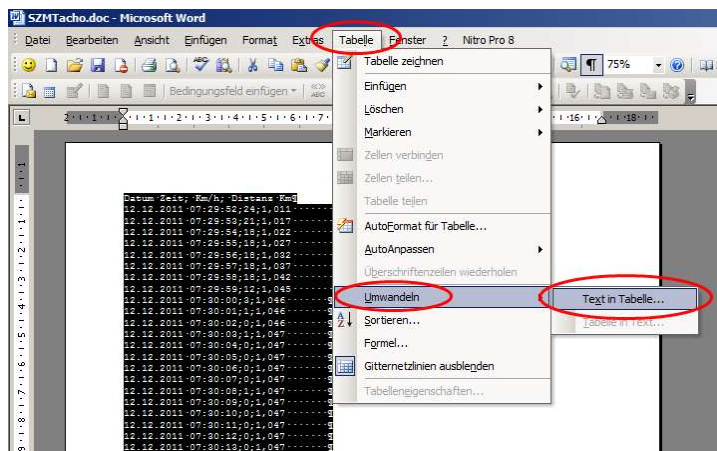 SZMTacho.doc - Microsoft Word
Datei Bearbeiten Ansicht Einfügen Format Extras Tabelle Fenster ? Nitro Pro 8
75%
Bedingungsfeld einfügen
Tabelle zeichnen
Einfügen
Löschen
Markieren
Zellen verbinden
Zellen teilen...
Tabelle teilen
AutoFormat für Tabelle...
AutoAnpassen
Überschriftenzeilen wiederholen
Umwandeln
Sortieren...
Formel...
Gitternetzlinien ausblenden
Tabelleneigenschaften...
Text in Tabelle...
Tabelle in Text...
Datum Zeit; Km/h; Distanz Km¶
12.12.2011 07:29:52;24;1,011
12.12.2011 07:29:53;21;1,017
12.12.2011 07:29:54;18;1,022
12.12.2011 07:29:55;18;1,027
12.12.2011 07:29:56;18;1,032
12.12.2011 07:29:57;18;1,037
12.12.2011 07:29:58;18;1,042
12.12.2011 07:29:59;12;1,045
12.12.2011 07:30:00;3;1,046
12.12.2011 07:30:01;1;1,046
12.12.2011 07:30:02;0;1,046
12.12.2011 07:30:03;1;1,047
12.12.2011 07:30:04;0;1,047
12.12.2011 07:30:05;0;1,047
12.12.2011 07:30:06;0;1,047
12.12.2011 07:30:07;0;1,047
12.12.2011 07:30:08;1;1,047
12.12.2011 07:30:09;0;1,047
12.12.2011 07:30:10;0;1,047
12.12.2011 07:30:11;0;1,047
12.12.2011 07:30:12;0;1,047
12.12.2011 07:30:13;0;1,047